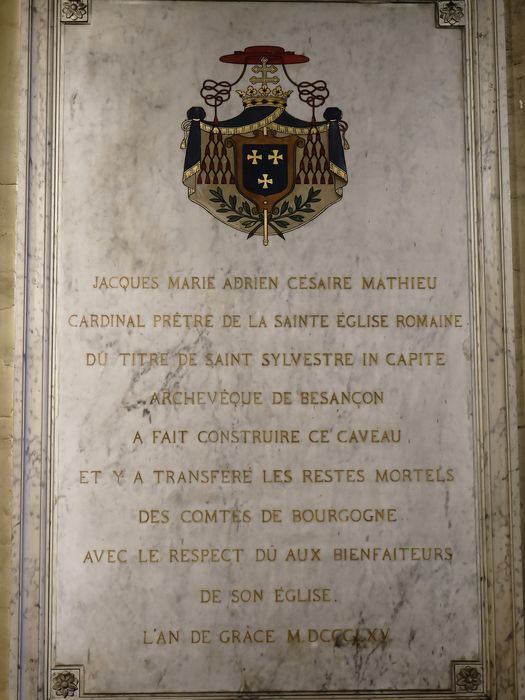 JACQUES MARIE ADRIEN CÉSAIRE MATHIEU
CARDINAL PRÊTRE DE LA SAINTE ÉGLISE ROMAINE
DU TITRE DE SAINT SYLVESTRE IN CAPITE
ARCHEVÊQUE DE BESANÇON
A FAIT CONSTRUIRE CE CAVEAU
ET Y A TRANSFÉRÉ LES RESTES MORTELS
DES COMTES DE BOURGOGNE
AVEC LE RESPECT DÛ AUX BIENFAITEURS
DE SON ÉGLISE.
L'AN DE GRÂCE M.DCCCLXV.